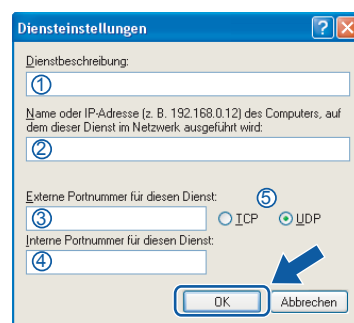 Diensteinstellungen
Dienstbeschreibung:
①
Name oder IP-Adresse (z. B. 192.168.0.12) des Computers, auf
dem dieser Dienst im Netzwerk ausgeführt wird:
②
Externe Portnummer für diesen Dienst:
⑤
③
TCP
UDP
Interne Portnummer für diesen Dienst:
④
OK
Abbrechen